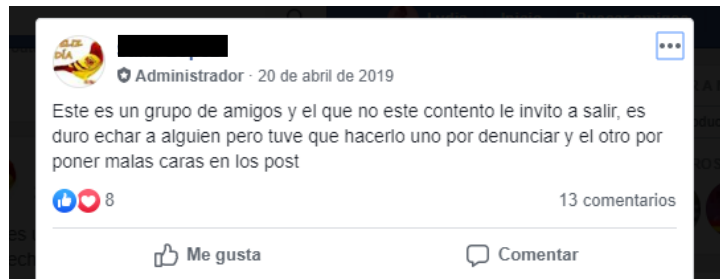 FELIZ
DÍA
Administrador · 20 de abril de 2019
Este es un grupo de amigos y el que no este contento le invito a salir, es
duro echar a alguien pero tuve que hacerlo uno por denunciar y el otro por
poner malas caras en los post
8
13 comentarios
Me gusta
Comentar